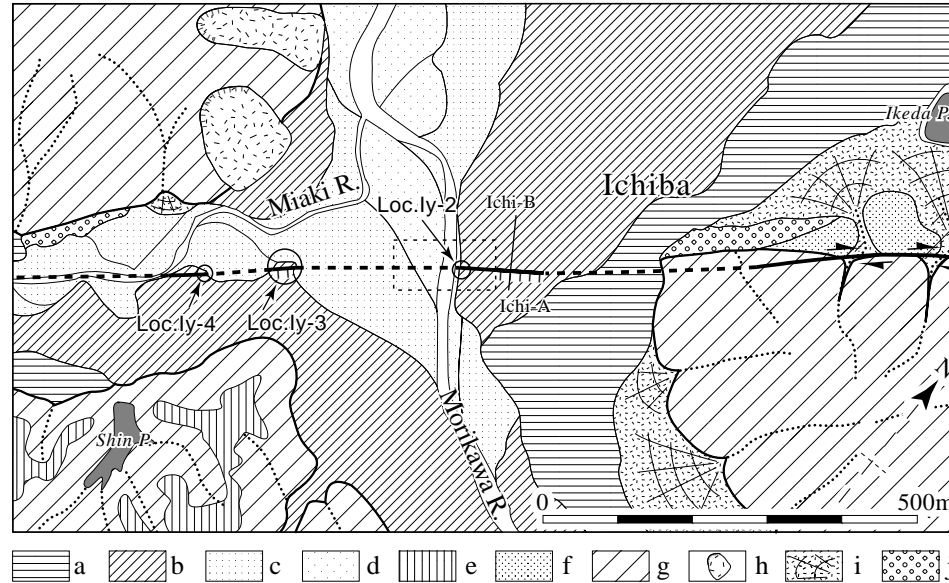 Ikeda P.
Ichiba
Miaki R.
Loc.Iy-2
Ichi-B
Ichi-A
Loc.Iy-4
Loc.Iy-3
Shin P.
Morikawa R.
0
500m
a
b
c
d
e
f
g
h
i